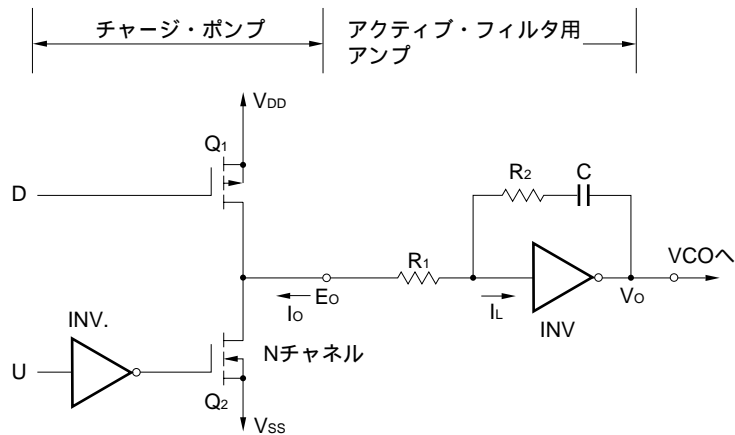 チャージ・ポンプ
アクティブ・フィルタ用
アンプ
VDD
Q1
D
R2
C
R1
VCOへ
EO
IO
IL
VO
INV
INV.
Nチャネル
U
Q2
VSS